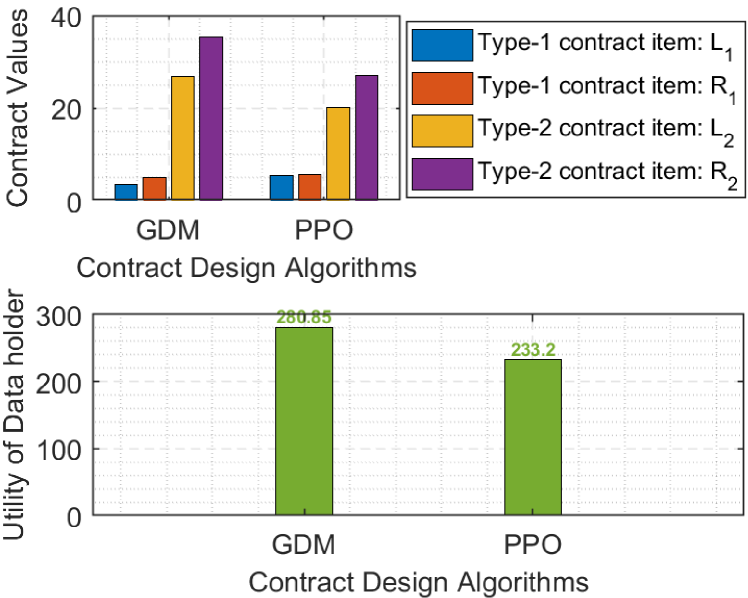 40
20
0
Contract Values
GDM
PPO
Contract Design Algorithms
Type-1 contract item: L₁
Type-1 contract item: R₁
Type-2 contract item: L₂
Type-2 contract item: R₂
300
200
100
0
Utility of Data holder
280.85
233.2
GDM
PPO
Contract Design Algorithms